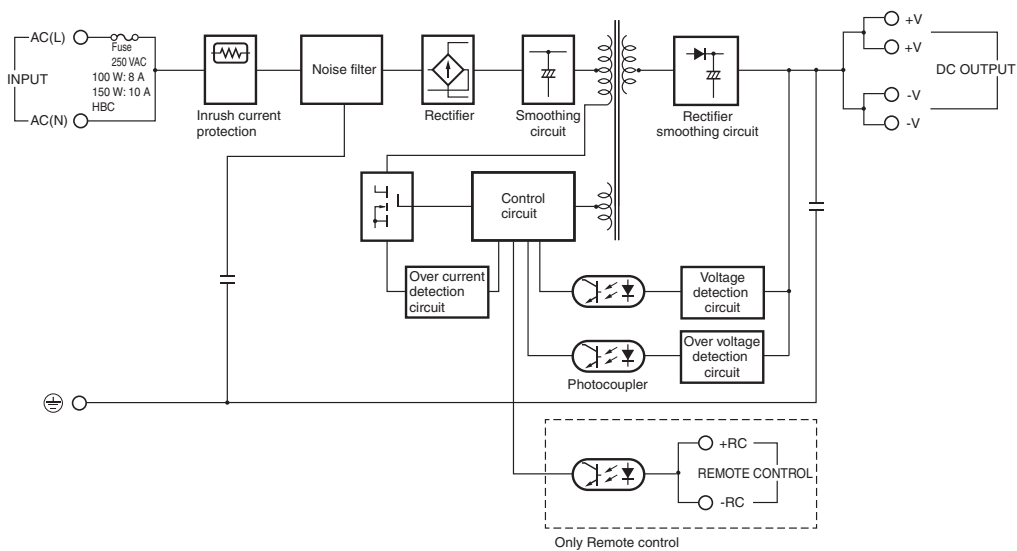 AC(L)
Fuse
250 VAC
100 W: 8 A
150 W: 10 A
HBC
INPUT
AC(N)
Inrush current
protection
Noise filter
Rectifier
Smoothing
circuit
Rectifier
smoothing circuit
+V
+V
DC OUTPUT
-V
-V
Control
circuit
Over current
detection
circuit
Voltage
detection
circuit
Over voltage
detection
circuit
Photocoupler
+RC
REMOTE CONTROL
-RC
Only Remote control